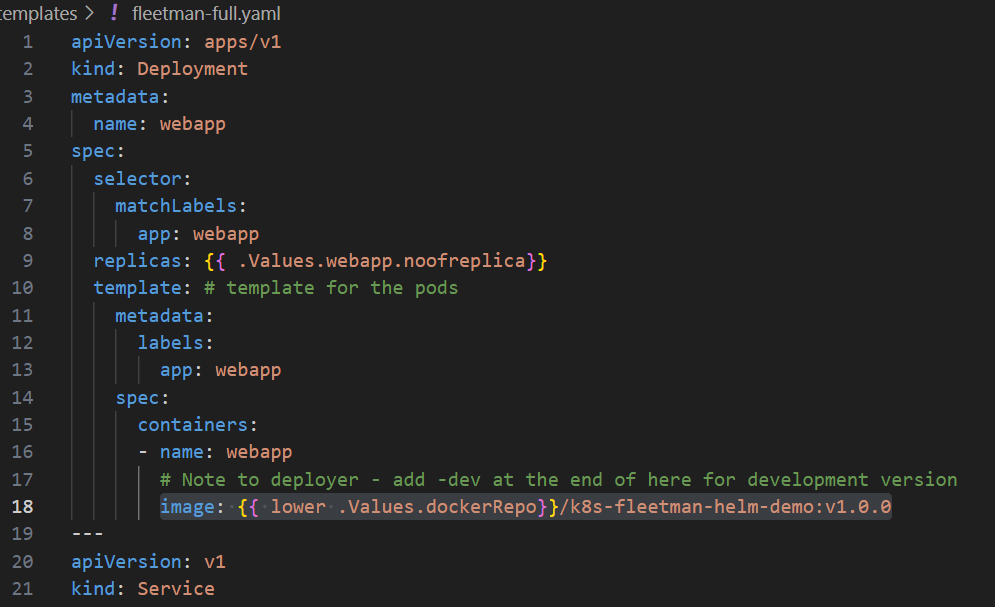 templates > ! fleetman-full.yaml
1 apiVersion: apps/v1
2 kind: Deployment
3 metadata:
4   name: webapp
5 spec:
6   selector:
7     matchLabels:
8       app: webapp
9   replicas: {{ .Values.webapp.noofreplica}}
10   template: # template for the pods
11     metadata:
12       labels:
13         app: webapp
14     spec:
15       containers:
16       - name: webapp
17         # Note to deployer - add -dev at the end of here for development version
18         image: {{ lower .Values.dockerRepo}}/k8s-fleetman-helm-demo:v1.0.0
19 ---
20 apiVersion: v1
21 kind: Service